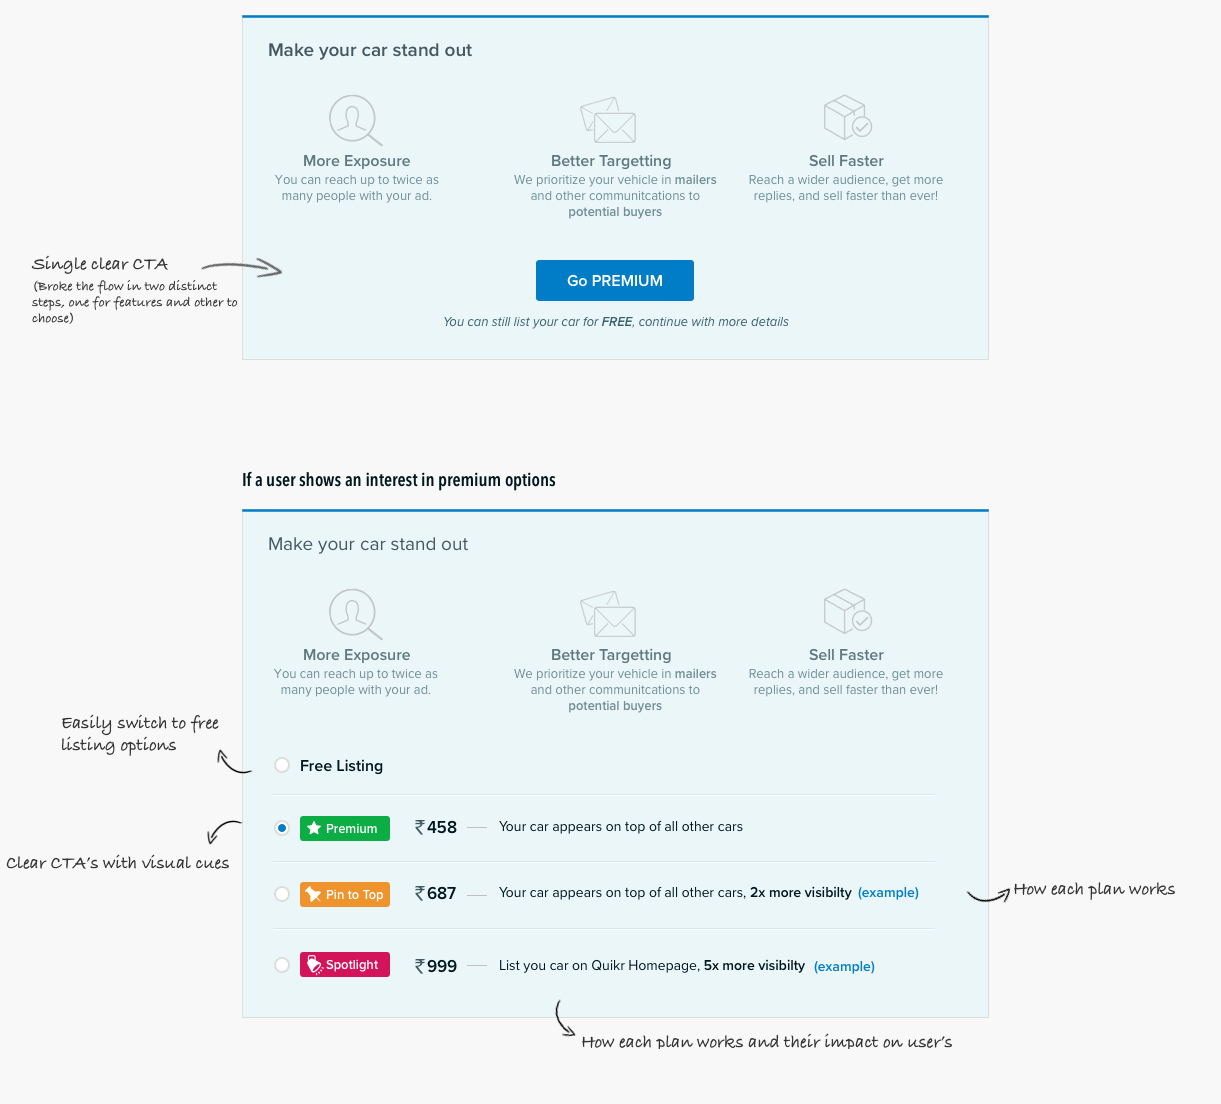 Make your car stand out
More Exposure
You can reach up to twice as
many people with your ad.
Better Targetting
We prioritize your vehicle in mailers
and other communitcations to
potential buyers
Sell Faster
Reach a wider audience, get more
replies, and sell faster than ever!
Single clear CTA
(Broke the flow in two distinct
steps, one for features and other to
choose)
Go PREMIUM
You can still list your car for FREE, continue with more details
If a user shows an interest in premium options
Make your car stand out
More Exposure
You can reach up to twice as
many people with your ad.
Better Targetting
We prioritize your vehicle in mailers
and other communitcations to
potential buyers
Sell Faster
Reach a wider audience, get more
replies, and sell faster than ever!
Easily switch to free
listing options
Free Listing
Premium ₹458 — Your car appears on top of all other cars
Clear CTA's with visual cues
Pin to Top ₹687 — Your car appears on top of all other cars, 2x more visibilty (example)
How each plan works
Spotlight ₹999 — List you car on Quikr Homepage, 5x more visibilty (example)
How each plan works and their impact on user's